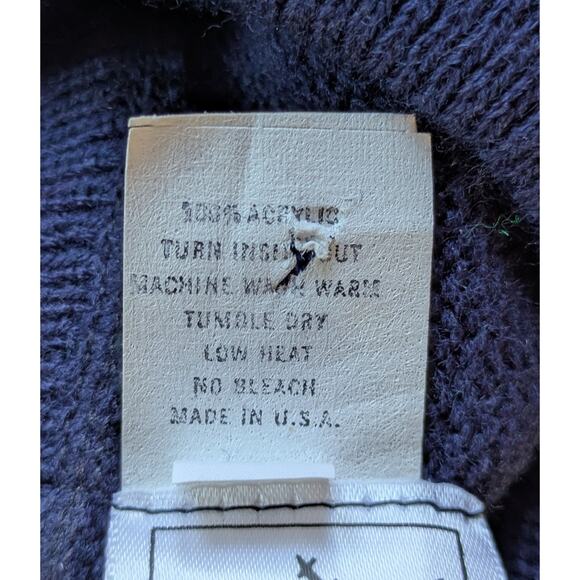 100% ACRYLIC
TURN INSIDE OUT
MACHINE WASH WARM
TUMBLE DRY
LOW HEAT
NO BLEACH
MADE IN U.S.A.